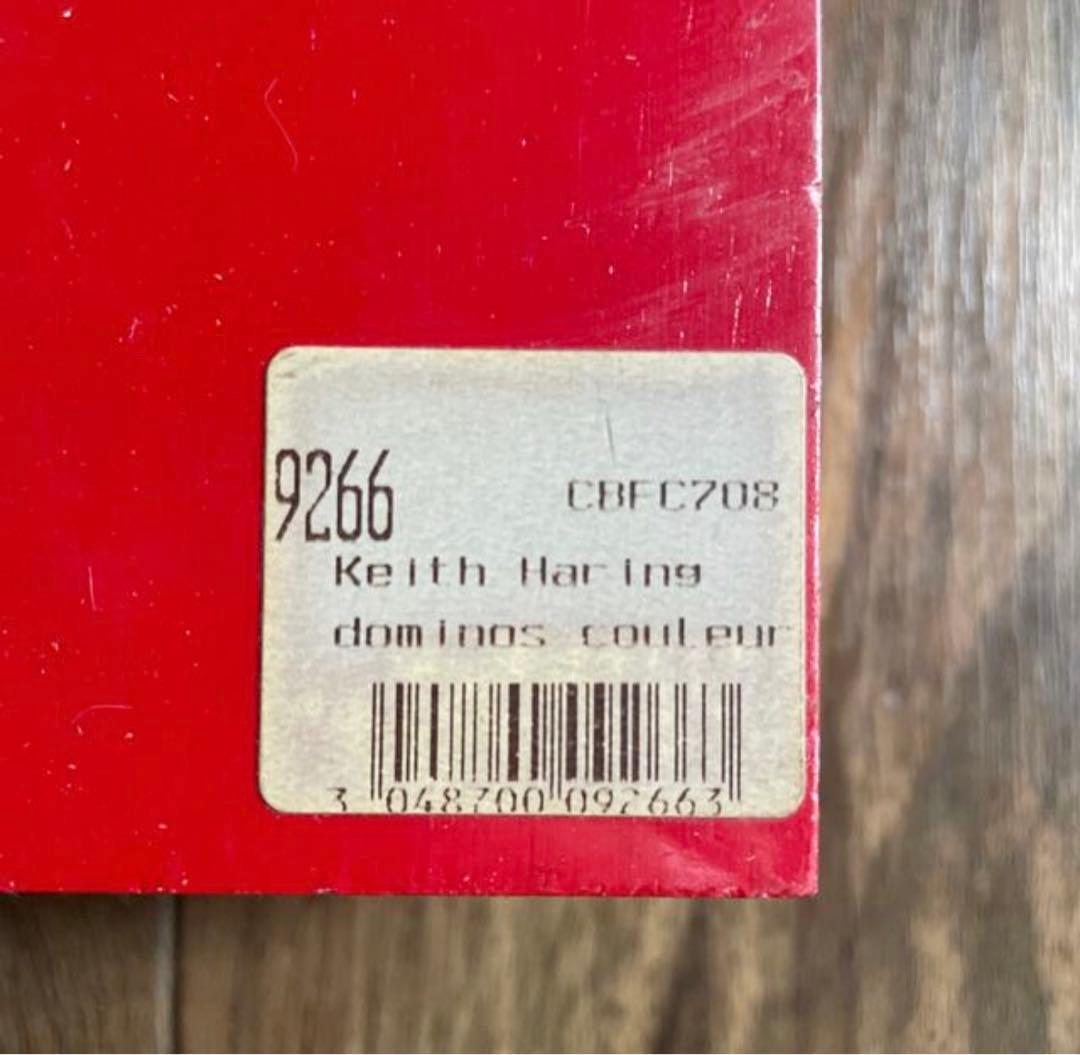 9266 CBFC708
Keith Haring
dominos couleur
3 048700 092663